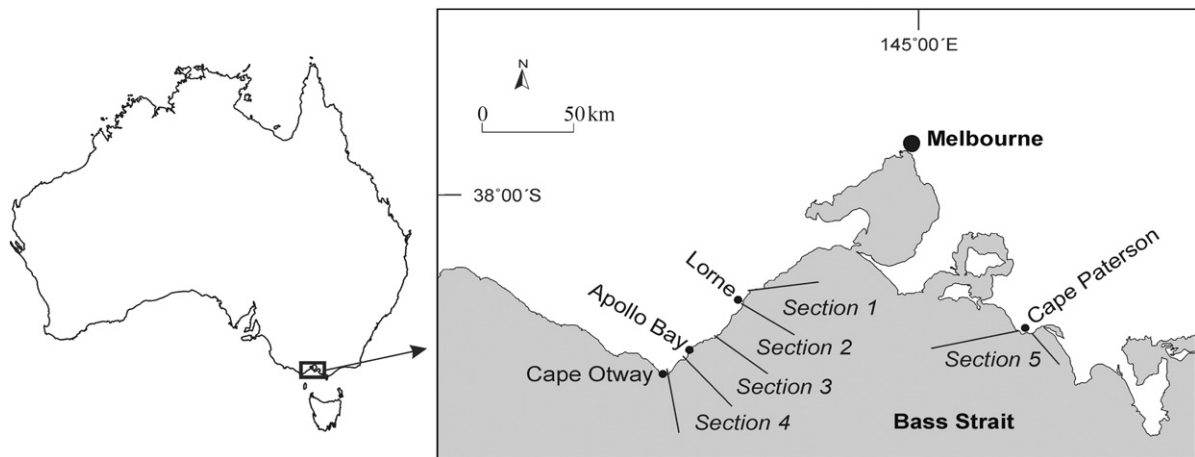 145°00´E
N
0 50 km
Melbourne
38°00´S
Lorne
Cape Paterson
Section 1
Apollo Bay
Section 2
Section 5
Cape Otway
Section 3
Section 4
Bass Strait